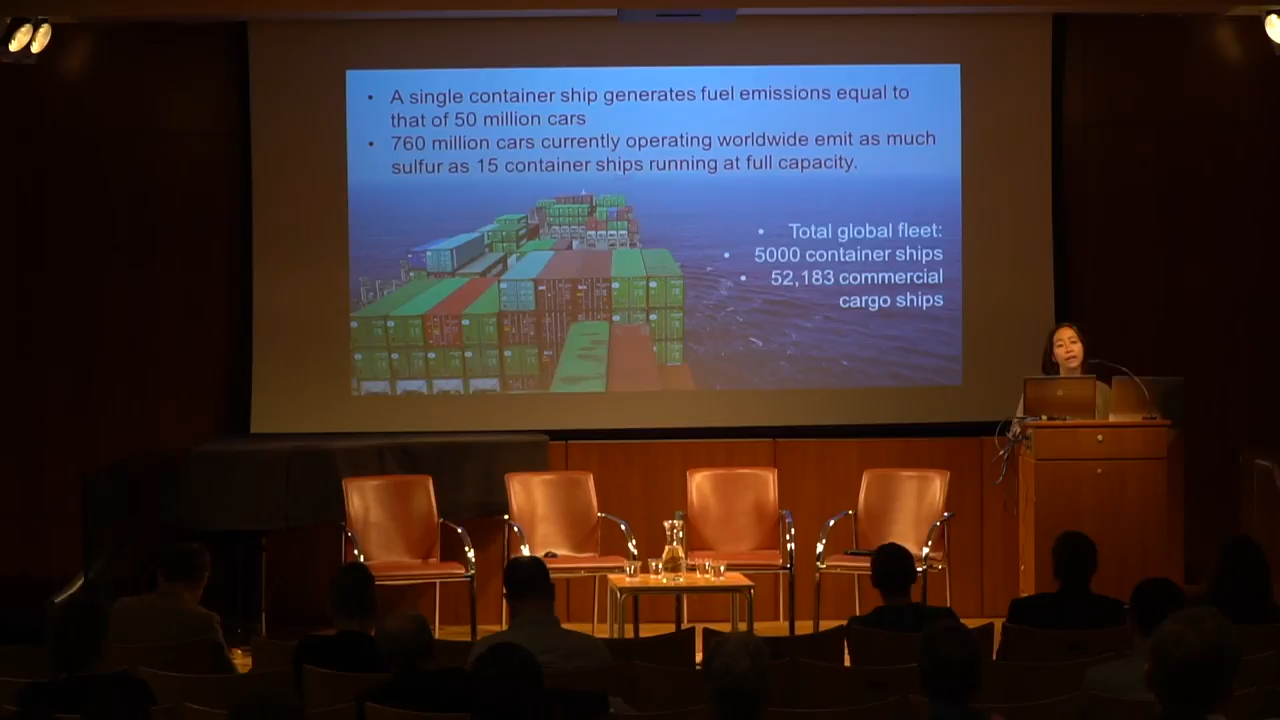 • A single container ship generates fuel emissions equal to
that of 50 million cars
• 760 million cars currently operating worldwide emit as much
sulfur as 15 container ships running at full capacity.
• Total global fleet:
• 5000 container ships
• 52,183 commercial
cargo ships